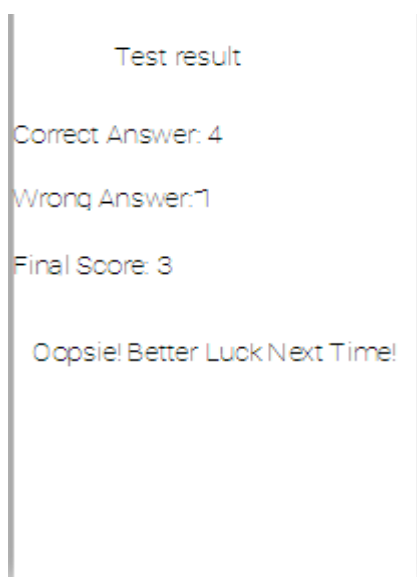 Test result
Correct Answer: 4
Wrong Answer: 1
Final Score: 3
Oopsie! Better Luck Next Time!